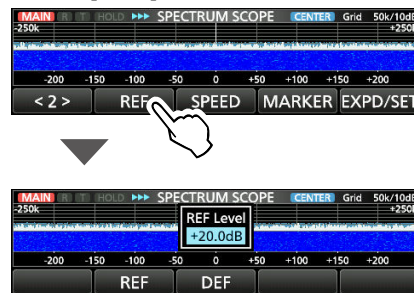 MAIN R T HOLD ▶▶▶ SPECTRUM SCOPE CENTER Grid 50k/10dB
-250k +250k
-200 -150 -100 -50 0 +50 +100 +150 +200
< 2 > REF SPEED MARKER EXPD/SET
MAIN R T HOLD ▶▶▶ SPECTRUM SCOPE CENTER Grid 50k/10dB
-250k +250k
REF Level
+20.0dB
-200 -150 -100 -50 0 +50 +100 +150 +200
REF DEF